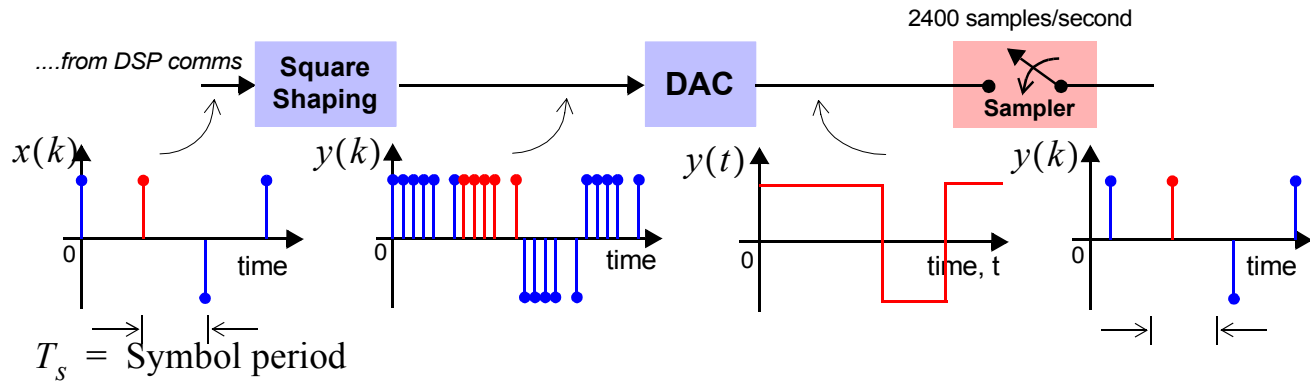 2400 samples/second
....from DSP comms
Square
Shaping
DAC
Sampler
x(k)
y(k)
y(t)
y(k)
0
time
0
time
0
time, t
0
time
T_s = Symbol period